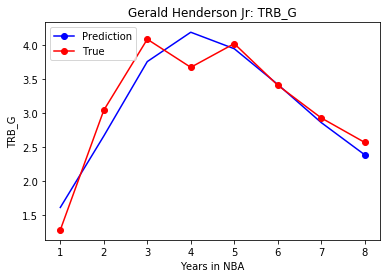 Gerald Henderson Jr: TRB_G
Prediction
True
4.0
3.5
3.0
2.5
2.0
1.5
TRB_G
1 2 3 4 5 6 7 8
Years in NBA